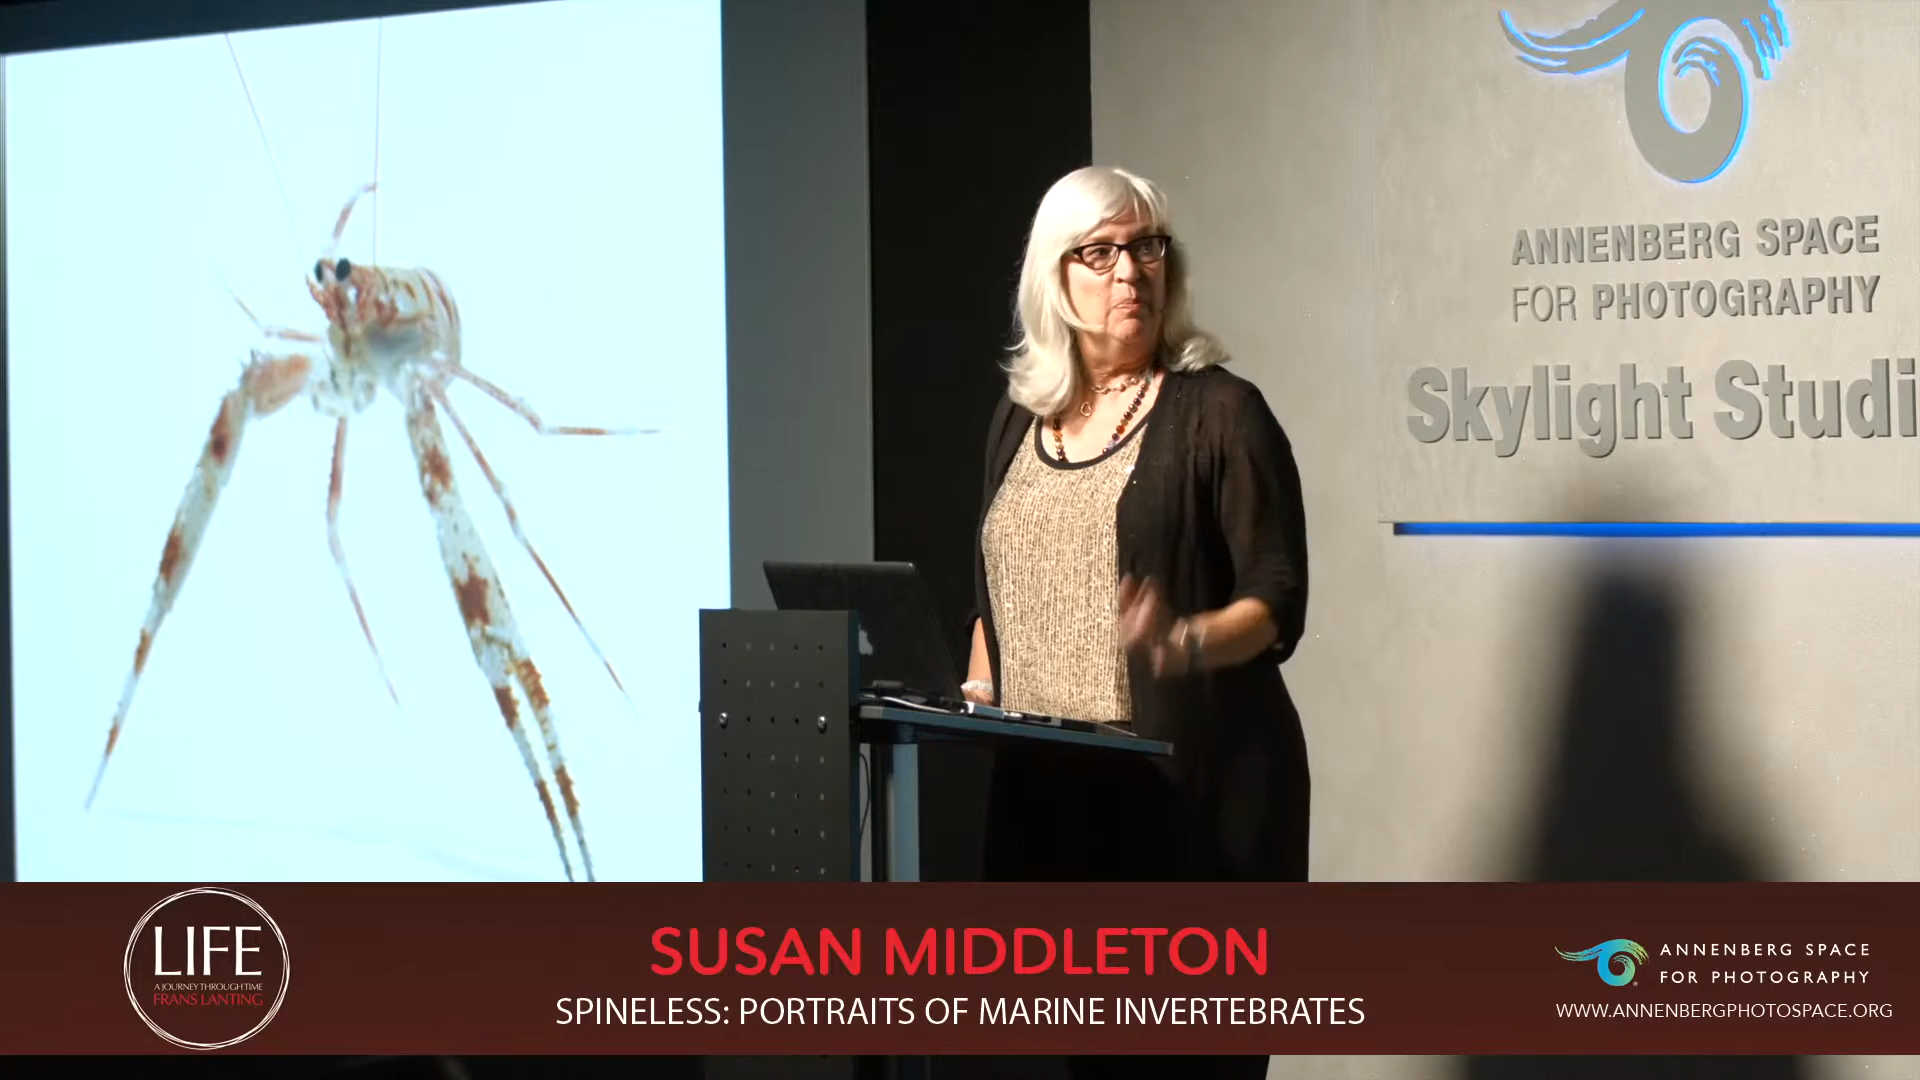 ANNENBERG SPACE
FOR PHOTOGRAPHY
Skylight Studi
LIFE
A JOURNEY THROUGH TIME
FRANS LANTING
SUSAN MIDDLETON
SPINELESS: PORTRAITS OF MARINE INVERTEBRATES
ANNENBERG SPACE
FOR PHOTOGRAPHY
WWW.ANNENBERGPHOTOSPACE.ORG